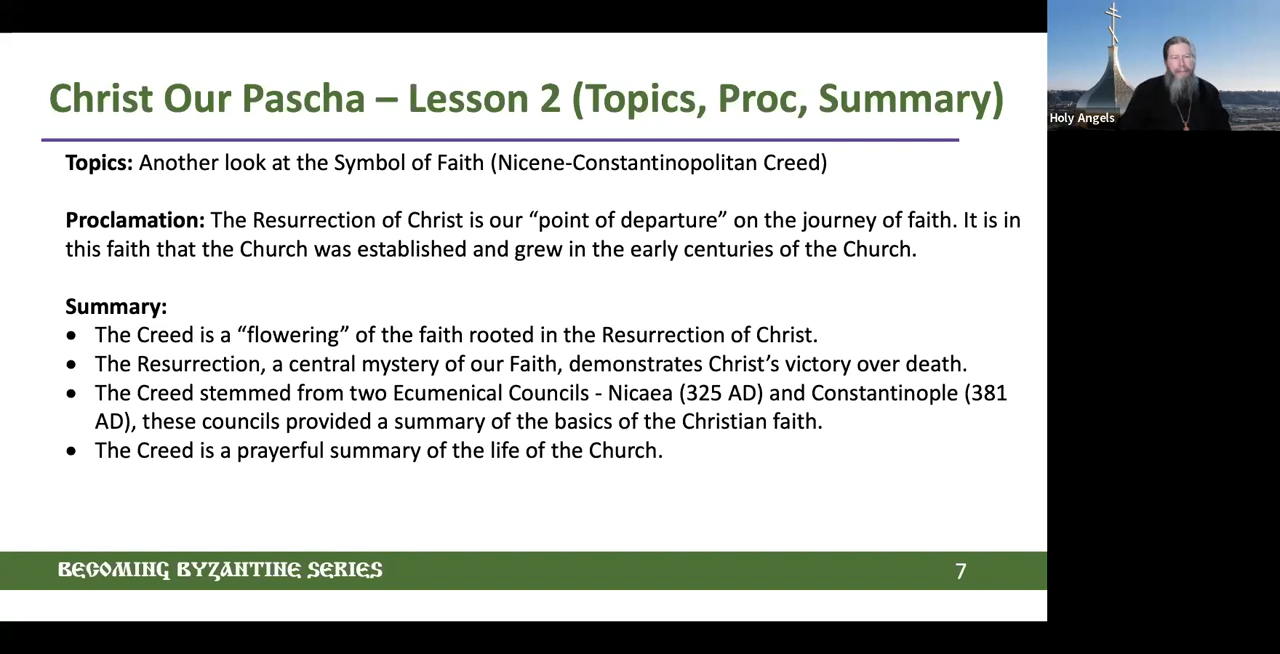 Christ Our Pascha – Lesson 2 (Topics, Proc, Summary)
Topics: Another look at the Symbol of Faith (Nicene-Constantinopolitan Creed)
Proclamation: The Resurrection of Christ is our “point of departure” on the journey of faith. It is in
this faith that the Church was established and grew in the early centuries of the Church.
Summary:
• The Creed is a “flowering” of the faith rooted in the Resurrection of Christ.
• The Resurrection, a central mystery of our Faith, demonstrates Christ’s victory over death.
• The Creed stemmed from two Ecumenical Councils - Nicaea (325 AD) and Constantinople (381
AD), these councils provided a summary of the basics of the Christian faith.
• The Creed is a prayerful summary of the life of the Church.
BECOMING BYZANTINE SERIES
7
Holy Angels